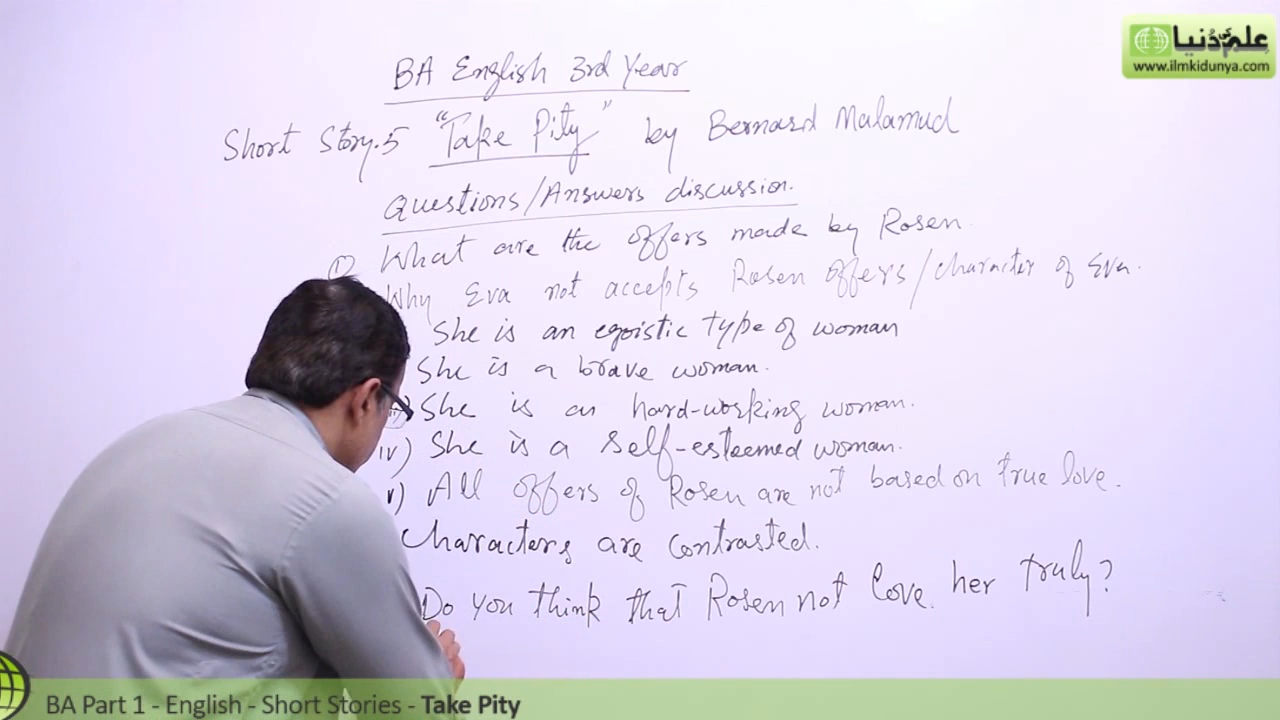 علم کی دنیا
www.ilmkidunya.com
BA English 3rd Year
Short Story.5 "Take Pity" by Bernard Malamud
Questions/Answers discussion.
1) What are the offers made by Rosen.
Why Eva not accepts Rosen offers/character of Eva.
She is an egoistic type of woman
She is a brave woman.
She is an hard-working woman.
iv) She is a self-esteemed woman.
v) All offers of Rosen are not based on true love.
Characters are contrasted.
Do you think that Rosen not love her truly?
BA Part 1 - English - Short Stories - Take Pity